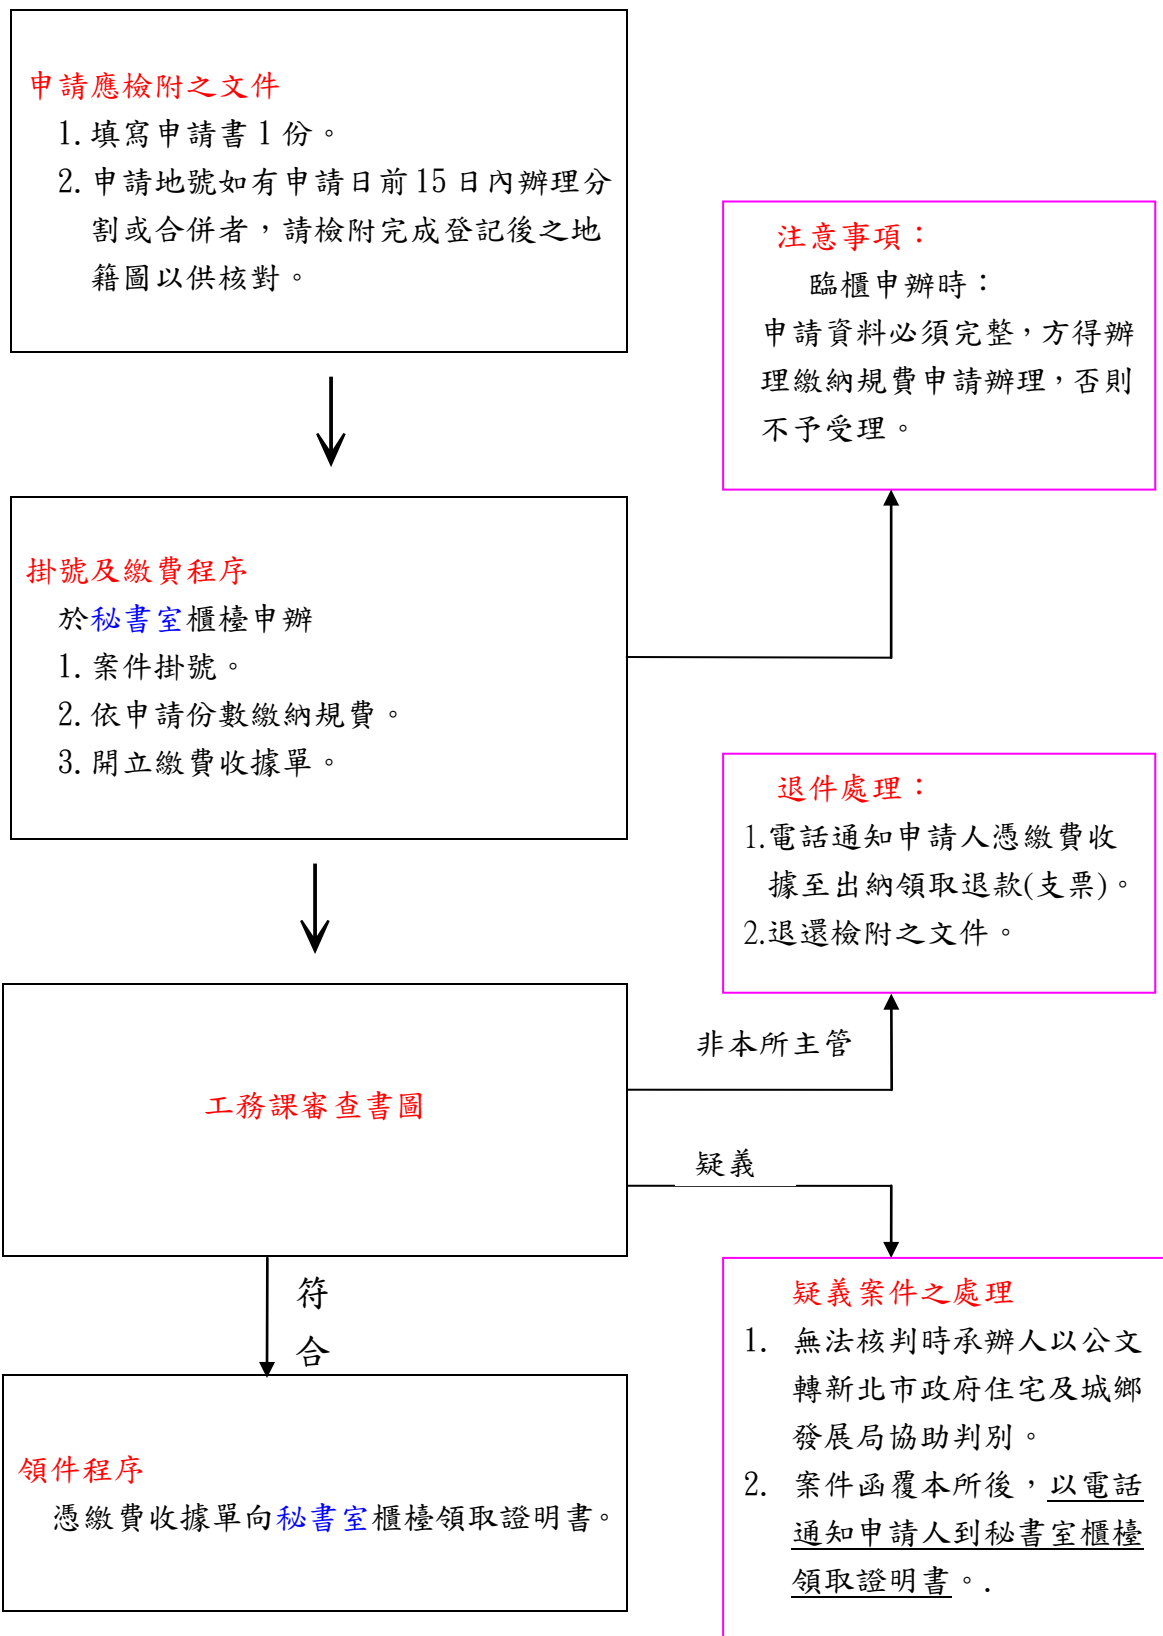 申請應檢附之文件
1.填寫申請書1份。
2.申請地號如有申請日前15日內辦理分
割或合併者，請檢附完成登記後之地
籍圖以供核對。
注意事項：
臨櫃申辦時：
申請資料必須完整，方得辦
理繳納規費申請辦理，否則
不予受理。
掛號及繳費程序
於秘書室櫃檯申辦
1.案件掛號。
2.依申請份數繳納規費。
3.開立繳費收據單。
退件處理：
1.電話通知申請人憑繳費收
據至出納領取退款(支票)。
2.退還檢附之文件。
非本所主管
工務課審查書圖
疑義
符
合
疑義案件之處理
1. 無法核判時承辦人以公文
轉新北市政府住宅及城鄉
發展局協助判別。
2. 案件函覆本所後，以電話
通知申請人到秘書室櫃檯
領取證明書。.
領件程序
憑繳費收據單向秘書室櫃檯領取證明書。